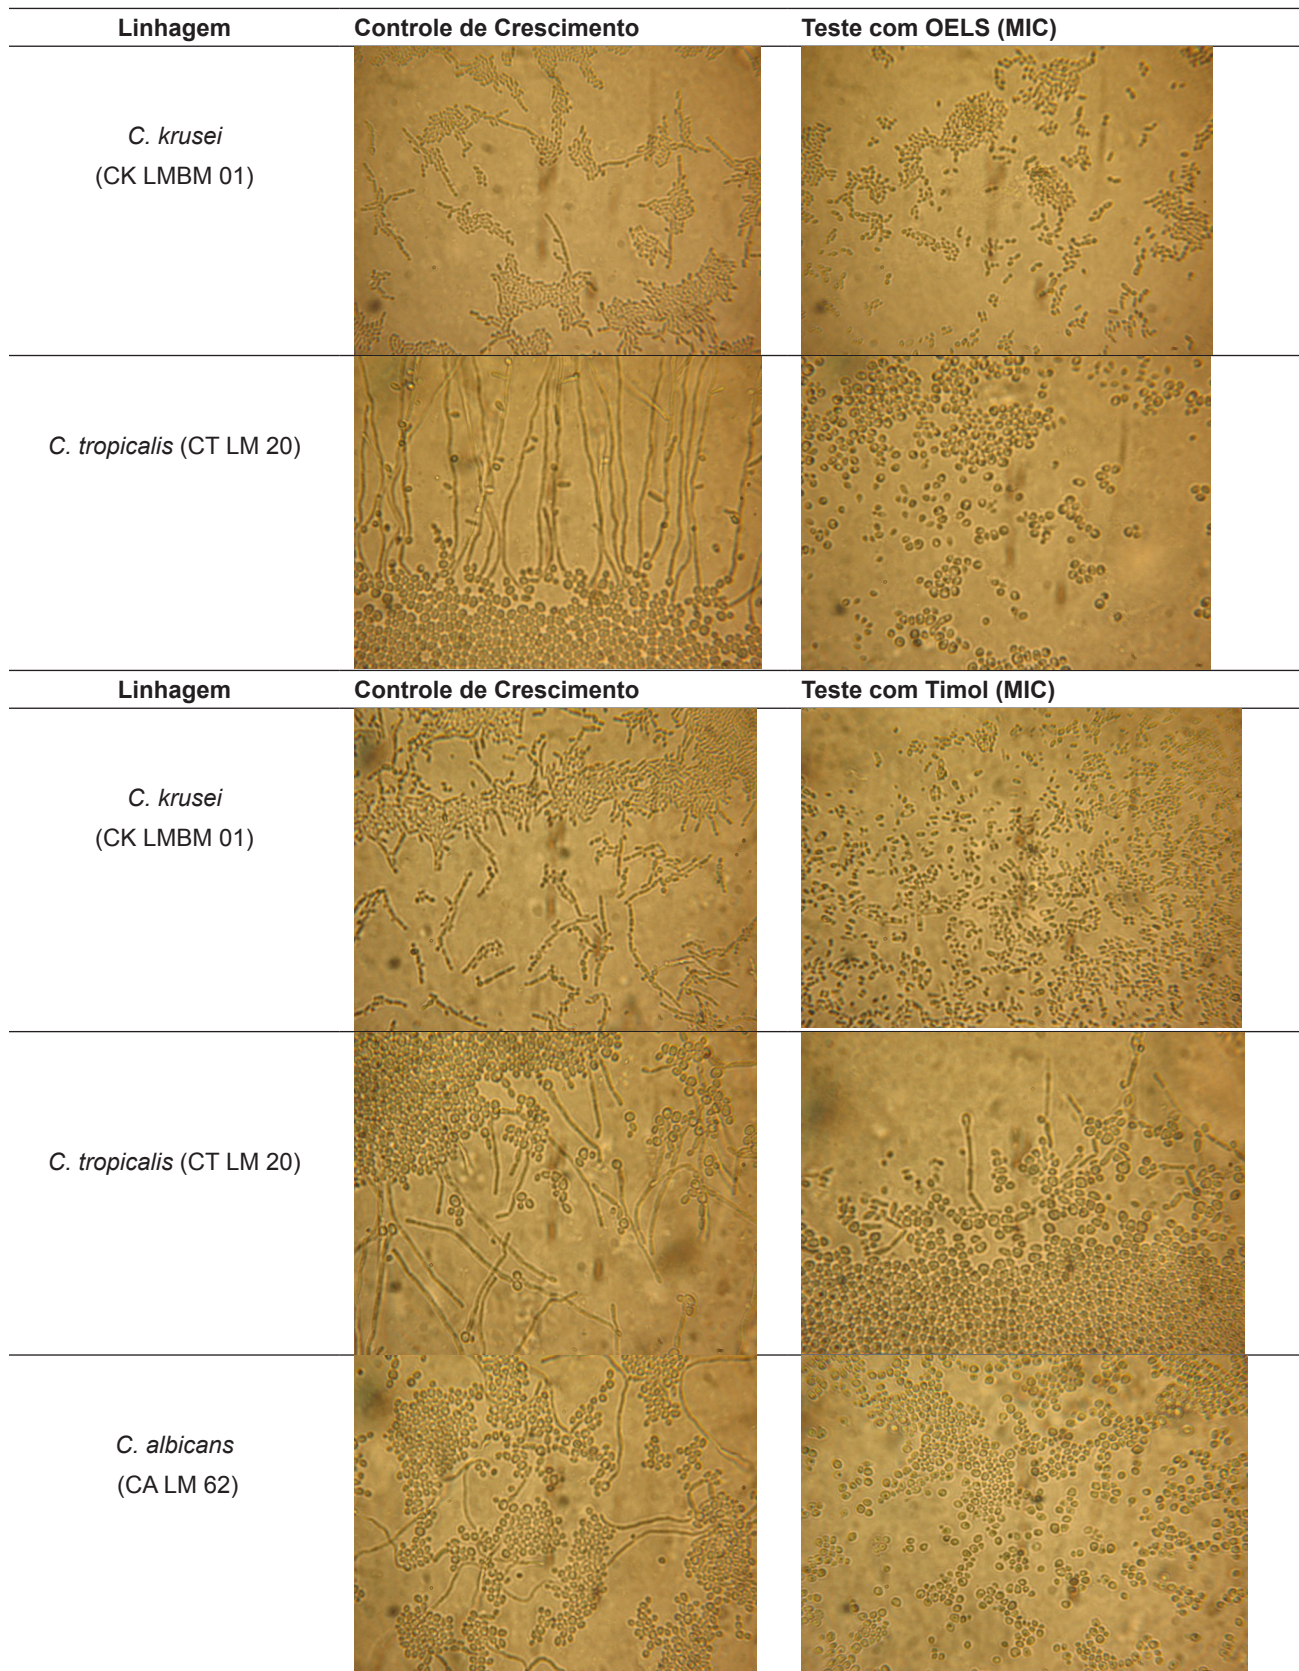 Linhagem Controle de Crescimento Teste com OELS (MIC)
C. krusei
(CK LMBM 01)
C. tropicalis (CT LM 20)
Linhagem Controle de Crescimento Teste com Timol (MIC)
C. krusei
(CK LMBM 01)
C. tropicalis (CT LM 20)
C. albicans
(CA LM 62)